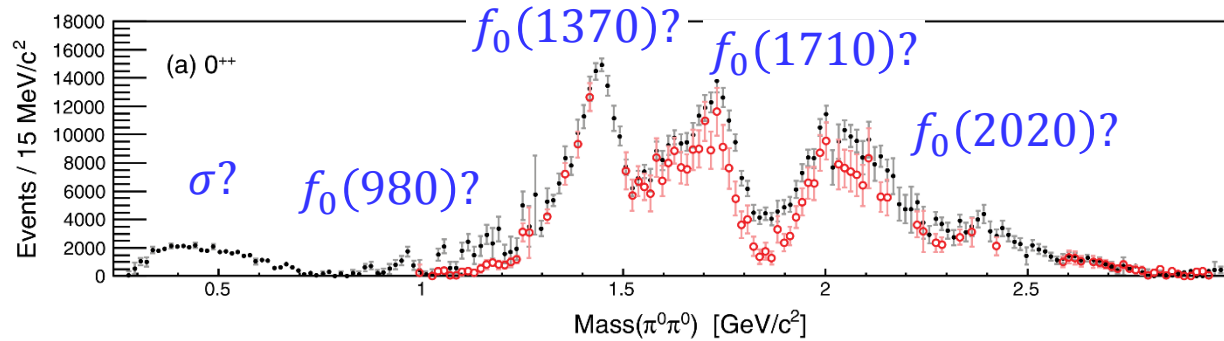 f₀(1370)?
f₀(1710)?
f₀(2020)?
σ?
f₀(980)?
(a) 0⁺⁺
Events / 15 MeV/c²
18000
16000
14000
12000
10000
8000
6000
4000
2000
0
0.5
1
1.5
2
2.5
Mass(π⁰π⁰) [GeV/c²]